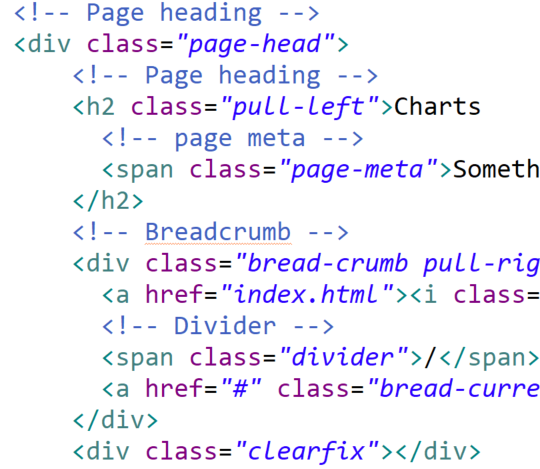 <!-- Page heading -->
<div class="page-head">
<!-- Page heading -->
<h2 class="pull-left">Charts
<!-- page meta -->
<span class="page-meta">Someth
</h2>
<!-- Breadcrumb -->
<div class="bread-crumb pull-rig
<a href="index.html"><i class=
<!-- Divider -->
<span class="divider">/</span>
<a href="#" class="bread-curre
</div>
<div class="clearfix"></div>